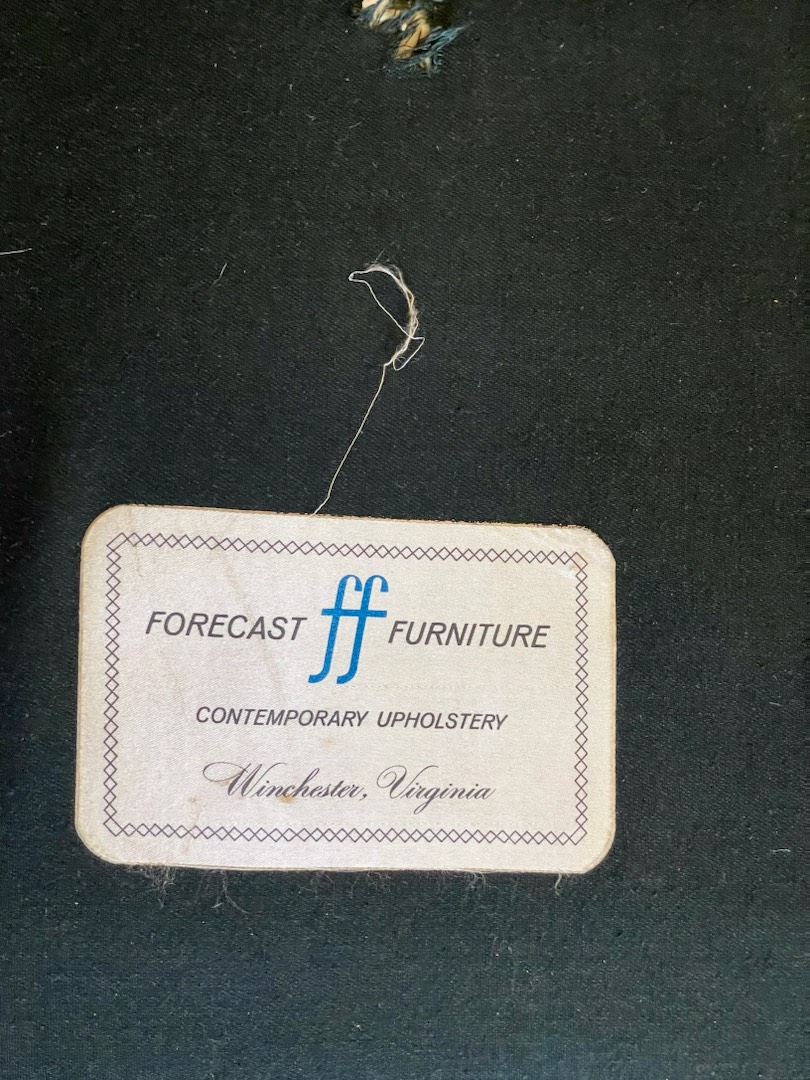 FORECAST ff FURNITURE
CONTEMPORARY UPHOLSTERY
Winchester, Virginia